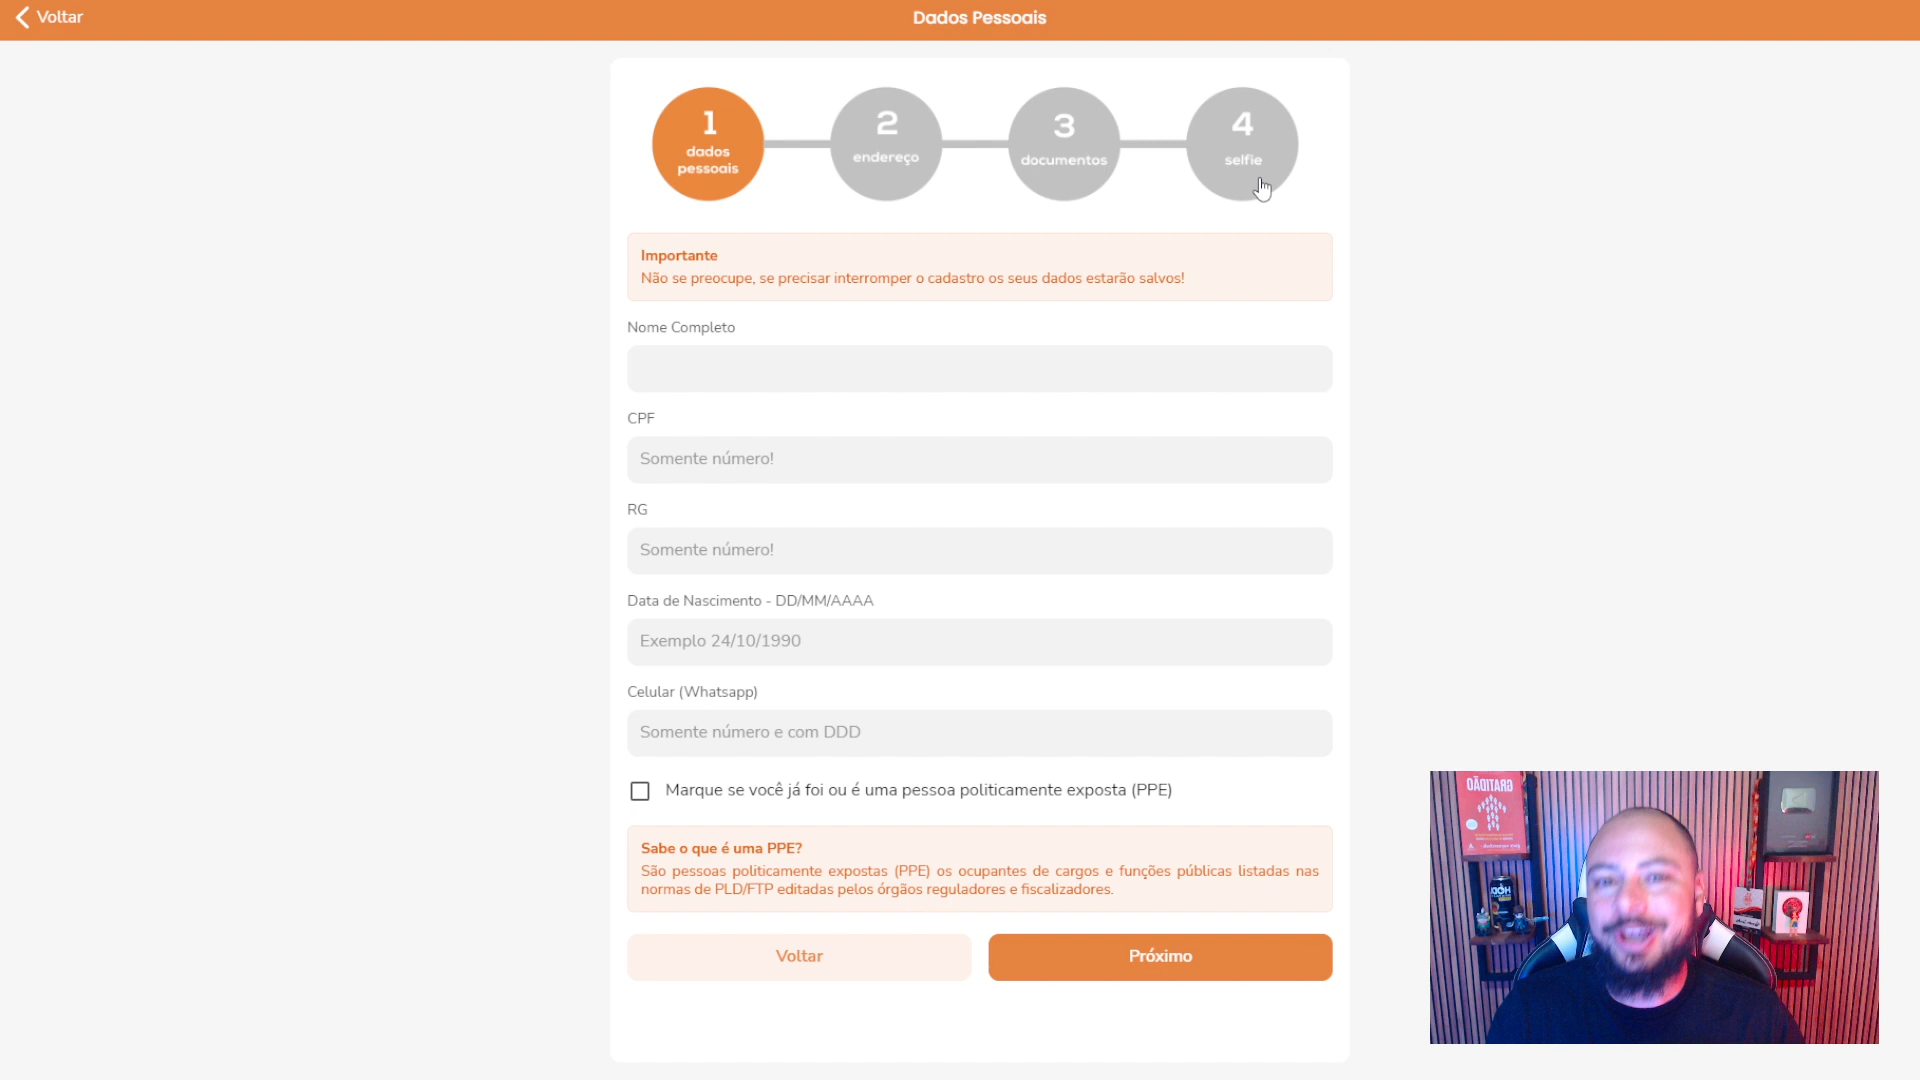 Voltar
Dados Pessoais
1
dados
pessoais
2
endereço
3
documentos
4
selfie
Importante
Não se preocupe, se precisar interromper o cadastro os seus dados estarão salvos!
Nome Completo
CPF
Somente número!
RG
Somente número!
Data de Nascimento - DD/MM/AAAA
Exemplo 24/10/1990
Celular (Whatsapp)
Somente número e com DDD
Marque se você já foi ou é uma pessoa politicamente exposta (PPE)
Sabe o que é uma PPE?
São pessoas politicamente expostas (PPE) os ocupantes de cargos e funções públicas listadas nas
normas de PLD/FTP editadas pelos órgãos reguladores e fiscalizadores.
Voltar
Próximo
GRATIDÃO